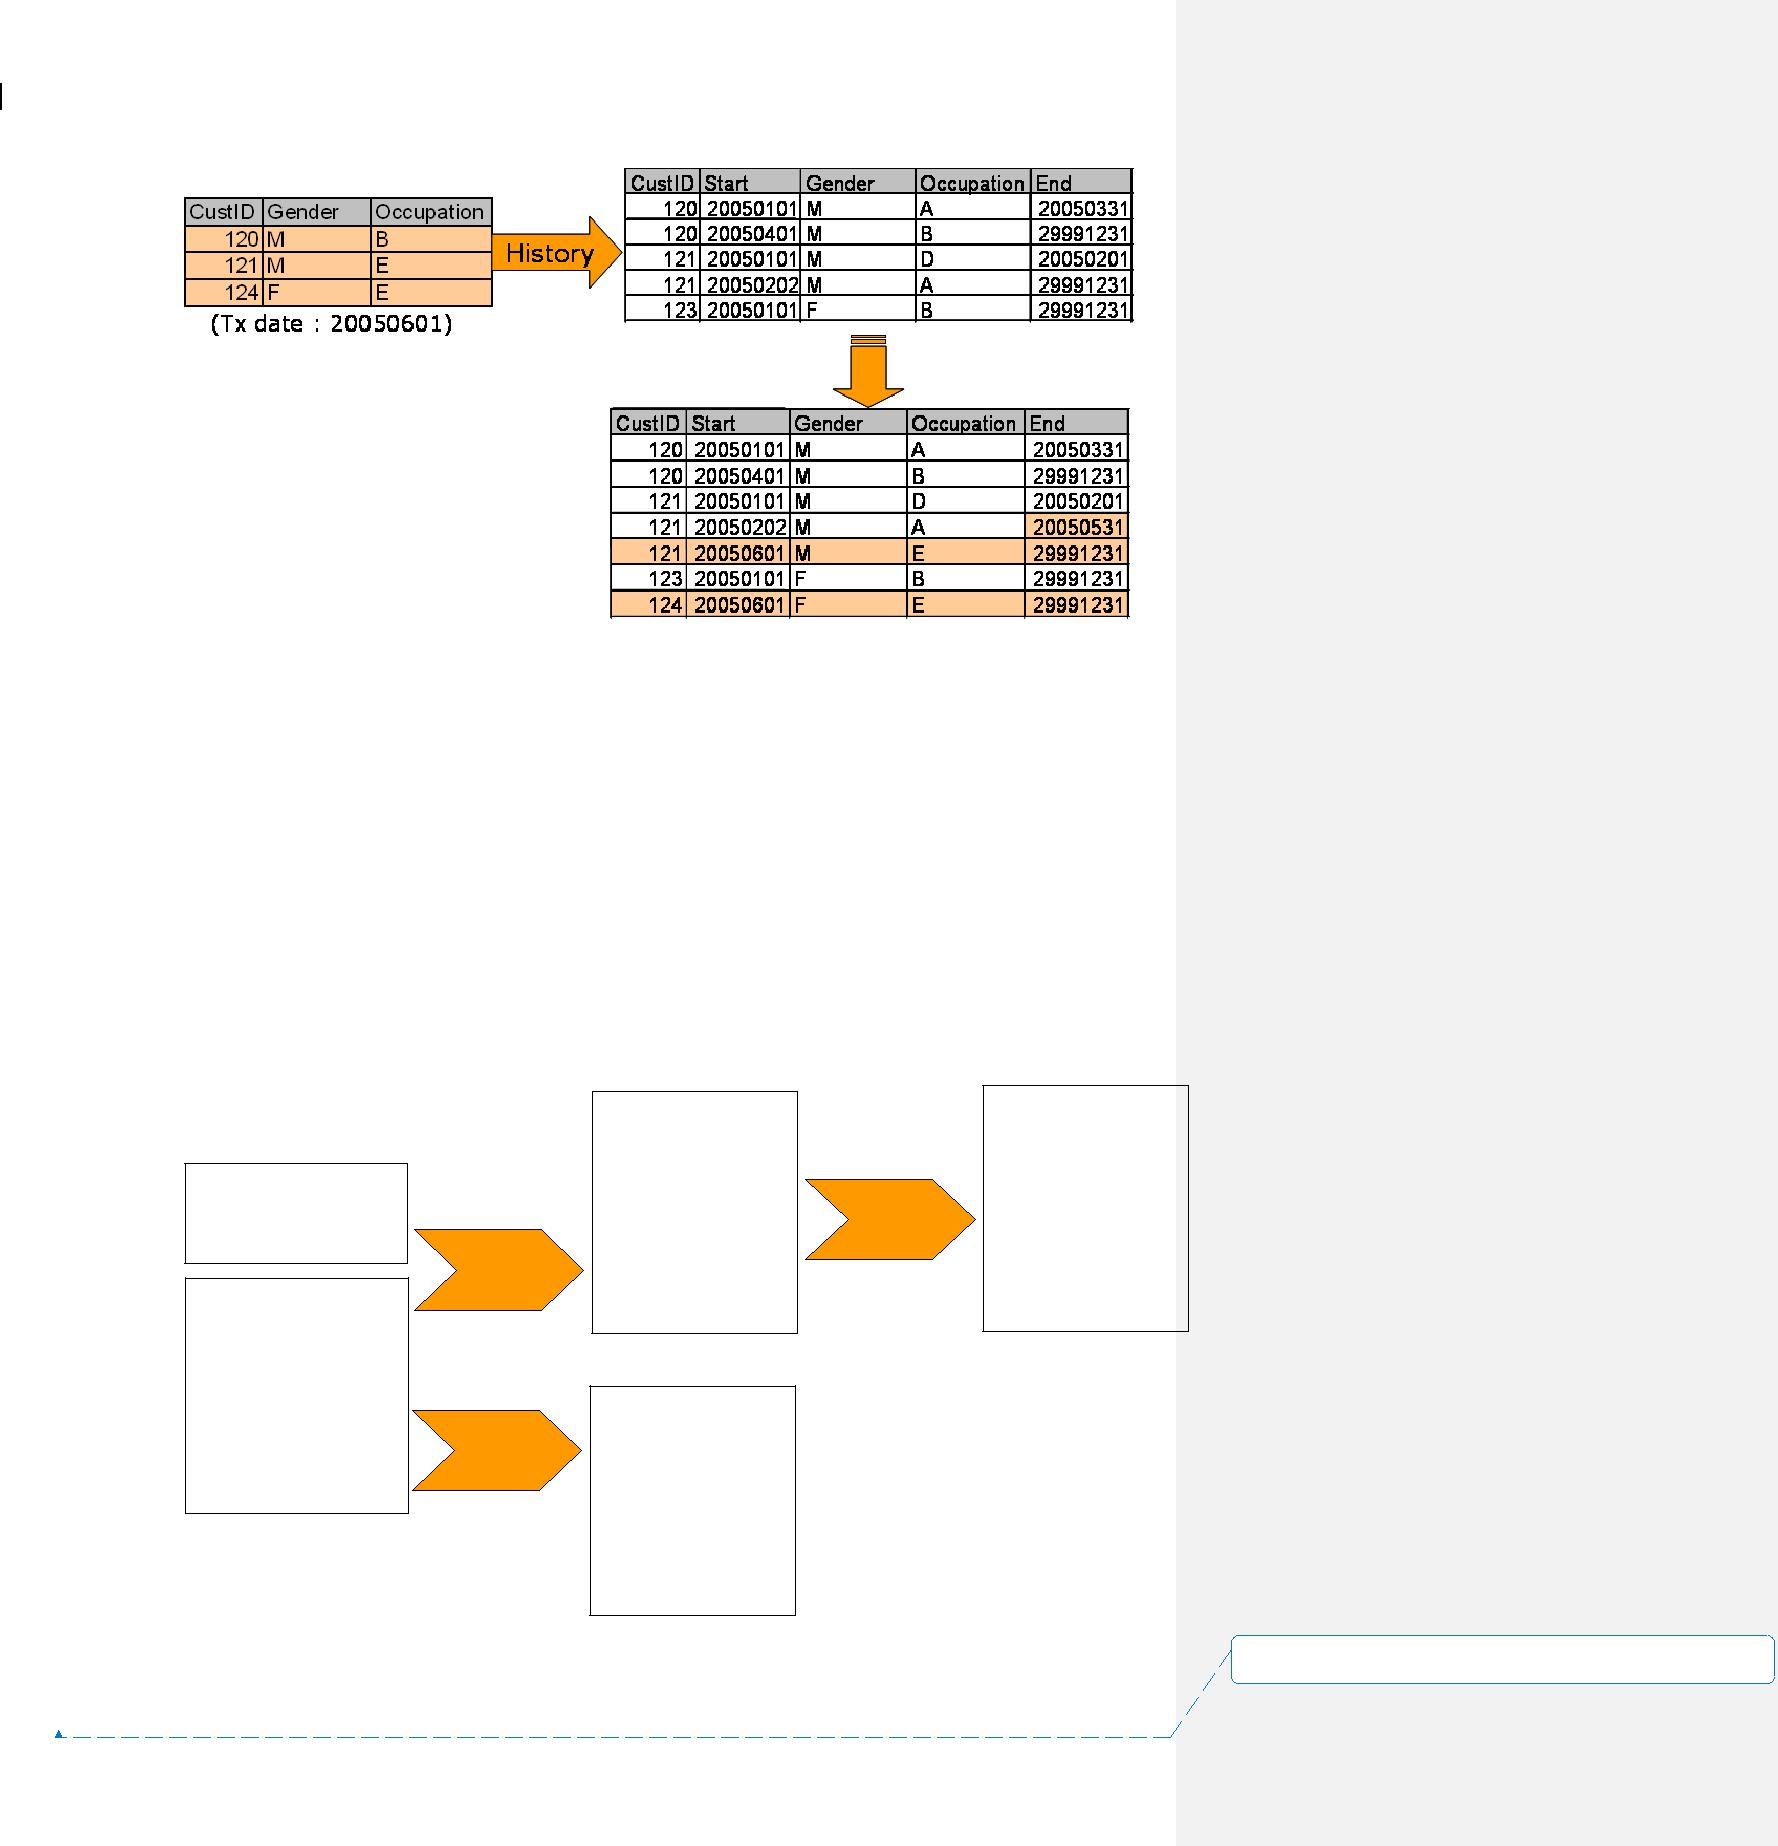 CustID Gender Occupation
120 M B
121 M E
124 F E
(Tx date : 20050601)
History
CustID Start Gender Occupation End
120 20050101 M A 20050331
120 20050401 M B 29991231
121 20050101 M D 20050201
121 20050202 M A 29991231
123 20050101 F B 29991231
CustID Start Gender Occupation End
120 20050101 M A 20050331
120 20050401 M B 29991231
121 20050101 M D 20050201
121 20050202 M A 20050531
121 20050601 M E 29991231
123 20050101 F B 29991231
124 20050601 F E 29991231